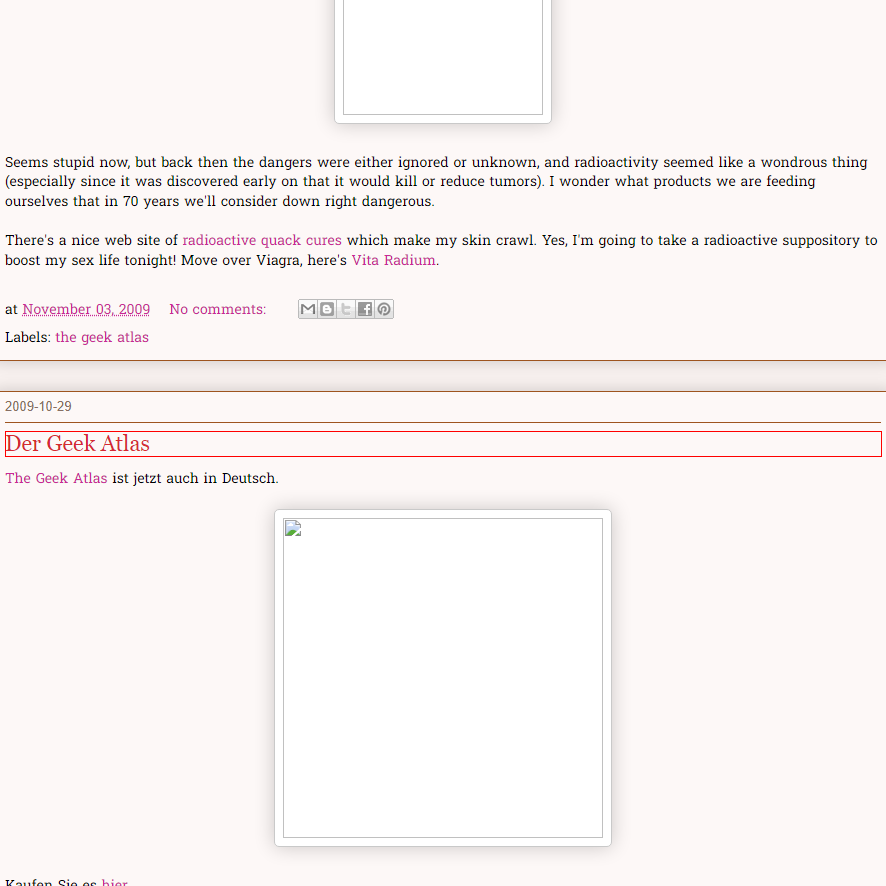 Seems stupid now, but back then the dangers were either ignored or unknown, and radioactivity seemed like a wondrous thing
(especially since it was discovered early on that it would kill or reduce tumors). I wonder what products we are feeding
ourselves that in 70 years we'll consider down right dangerous.
There's a nice web site of radioactive quack cures which make my skin crawl. Yes, I'm going to take a radioactive suppository to
boost my sex life tonight! Move over Viagra, here's Vita Radium.
at November 03, 2009 No comments:
Labels: the geek atlas
2009-10-29
Der Geek Atlas
The Geek Atlas ist jetzt auch in Deutsch.
Kaufen Sie es hier